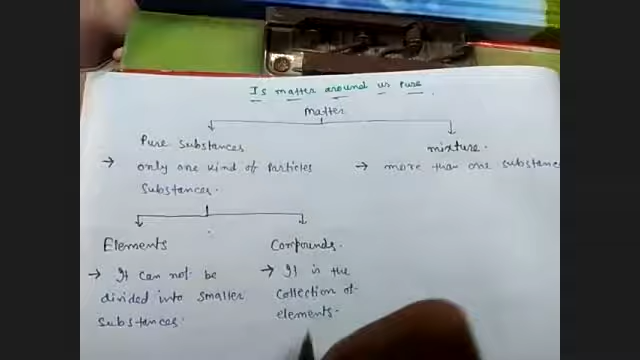 Is matter around us Pure
Matter
Pure Substances
→ only one kind of Particles
Substances.
mixture.
→ more than one substance
Elements
→ It can not be
divided into smaller
substances.
Compounds.
→ It is the
collection of
elements.